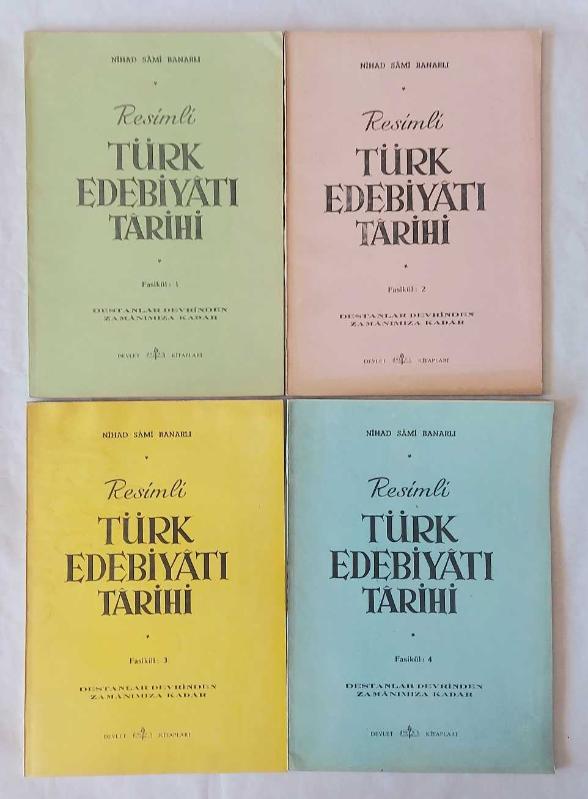 NİHAD SÂMİ BANARLI
Resimli
TÜRK
EDEBİYÂTI
TÂRİHİ
Fasikül: 1
DESTANLAR DEVRİNDEN
ZAMÂNIMIZA KADAR
DEVLET KİTAPLARI
NİHAD SÂMİ BANARLI
Resimli
TÜRK
EDEBİYÂTI
TÂRİHİ
Fasikül: 2
DESTANLAR DEVRİNDEN
ZAMÂNIMIZA KADAR
DEVLET KİTAPLARI
NİHAD SÂMİ BANARLI
Resimli
TÜRK
EDEBİYÂTI
TÂRİHİ
Fasikül: 3
DESTANLAR DEVRİNDEN
ZAMÂNIMIZA KADAR
DEVLET KİTAPLARI
NİHAD SÂMİ BANARLI
Resimli
TÜRK
EDEBİYÂTI
TÂRİHİ
Fasikül: 4
DESTANLAR DEVRİNDEN
ZAMÂNIMIZA KADAR
DEVLET KİTAPLARI